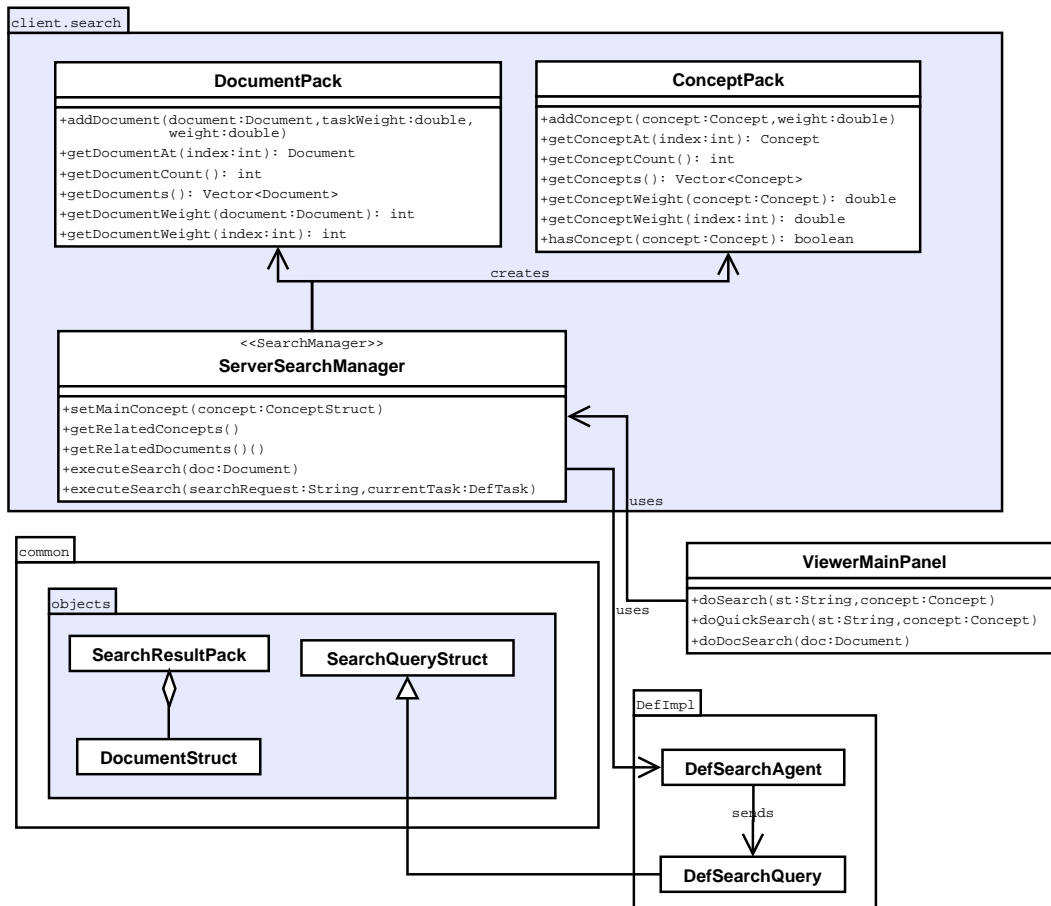 client.search
DocumentPack
+addDocument(document:Document,taskWeight:double,
weight:double)
+getDocumentAt(index:int): Document
+getDocumentCount(): int
+getDocuments(): Vector<Document>
+getDocumentWeight(document:Document): int
+getDocumentWeight(index:int): int
ConceptPack
+addConcept(concept:Concept,weight:double)
+getConceptAt(index:int): Concept
+getConceptCount(): int
+getConcepts(): Vector<Concept>
+getConceptWeight(concept:Concept): double
+getConceptWeight(index:int): double
+hasConcept(concept:Concept): boolean
creates
<<SearchManager>>
ServerSearchManager
+setMainConcept(concept:ConceptStruct)
+getRelatedConcepts()
+getRelatedDocuments()()
+executeSearch(doc:Document)
+executeSearch(searchRequest:String,currentTask:DefTask)
uses
common
objects
SearchResultPack
SearchQueryStruct
DocumentStruct
uses
ViewerMainPanel
+doSearch(st:String,concept:Concept)
+doQuickSearch(st:String,concept:Concept)
+doDocSearch(doc:Document)
DefImpl
DefSearchAgent
sends
DefSearchQuery